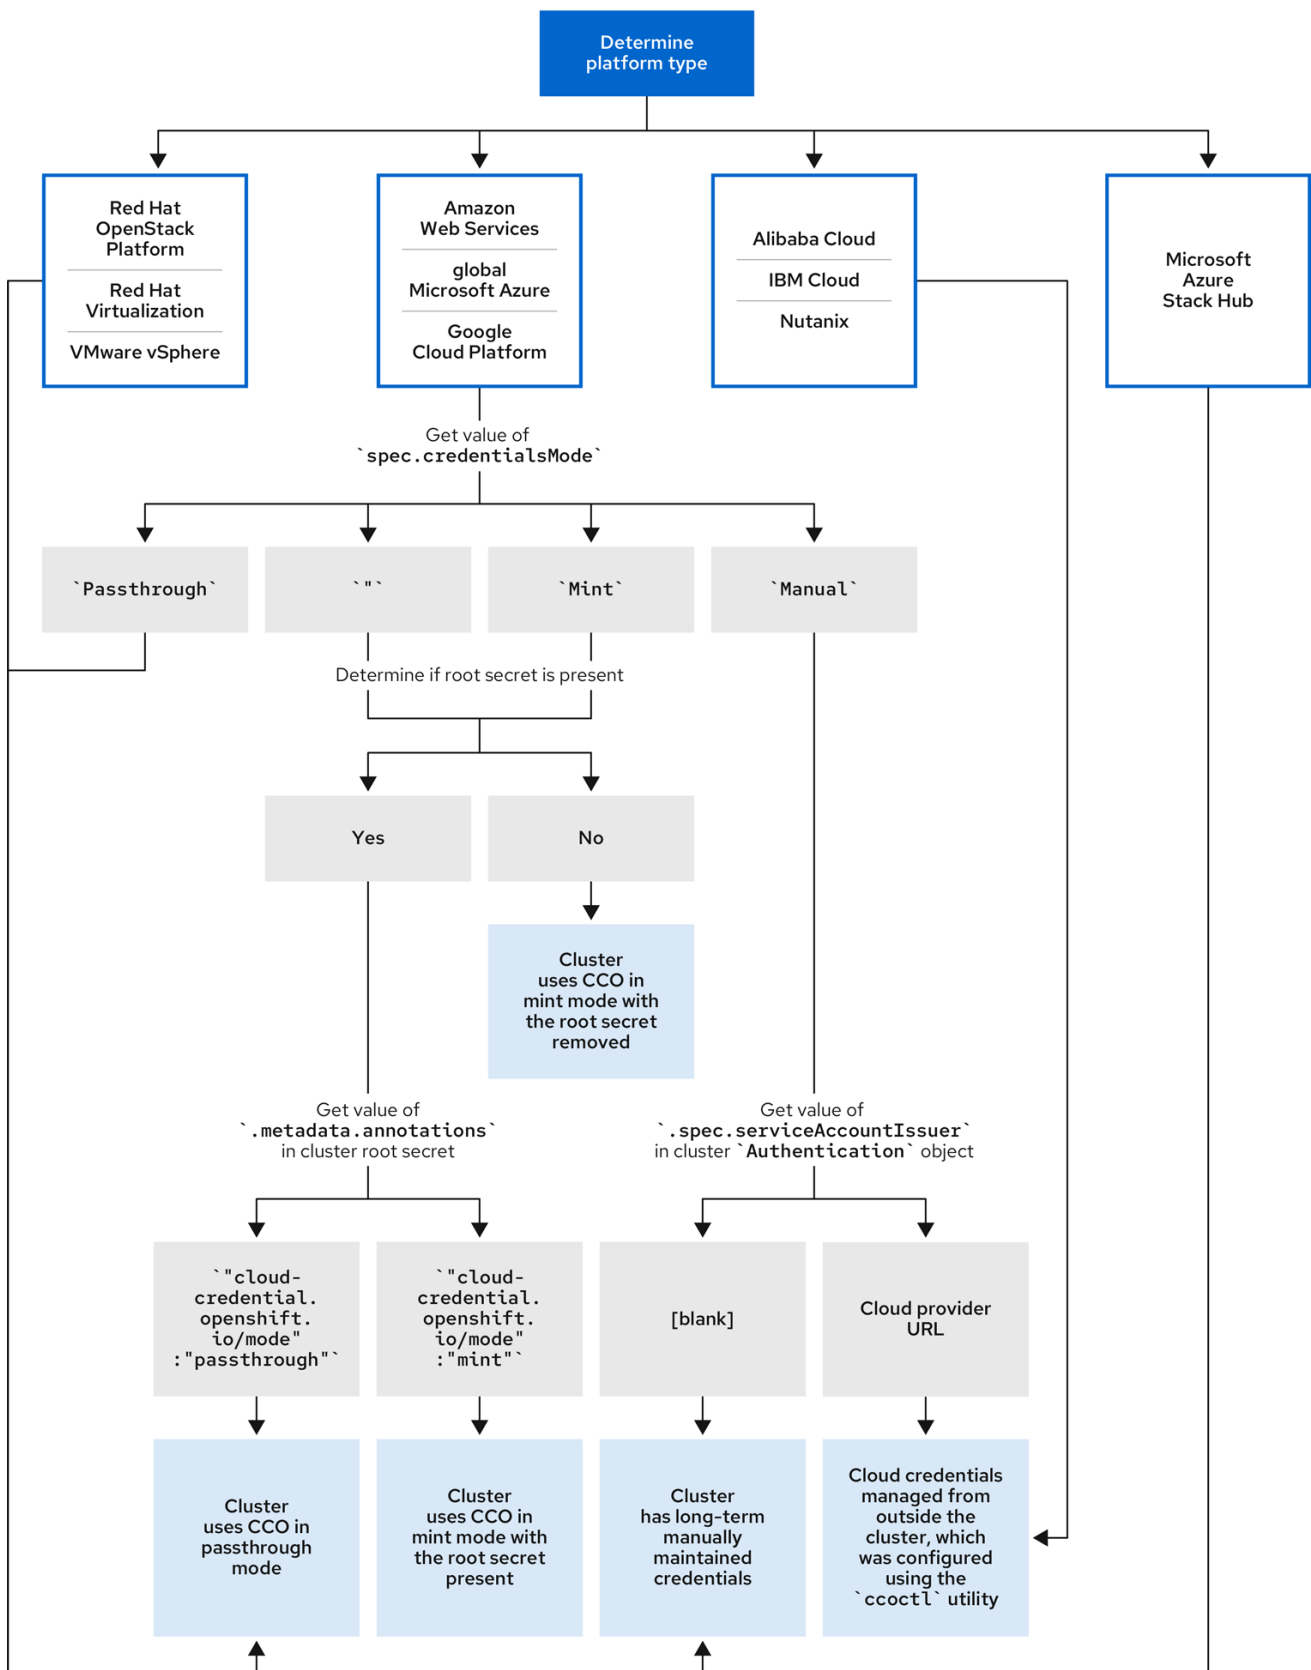 Determine
platform type
Red Hat
OpenStack
Platform
Red Hat
Virtualization
VMware vSphere
Amazon
Web Services
global
Microsoft Azure
Google
Cloud Platform
Alibaba Cloud
IBM Cloud
Nutanix
Microsoft
Azure
Stack Hub
Get value of
`spec.credentialsMode`
`Passthrough`
`"`
`Mint`
`Manual`
Determine if root secret is present
Yes
No
Cluster
uses CCO in
mint mode with
the root secret
removed
Get value of
`.metadata.annotations`
in cluster root secret
Get value of
`.spec.serviceAccountIssuer`
in cluster `Authentication` object
`"cloud-
credential.
openshift.
io/mode"
:"passthrough"`
`"cloud-
credential.
openshift.
io/mode"
:"mint"`
[blank]
Cloud provider
URL
Cluster
uses CCO in
passthrough
mode
Cluster
uses CCO in
mint mode with
the root secret
present
Cluster
has long-term
manually
maintained
credentials
Cloud credentials
managed from
outside the
cluster, which
was configured
using the
`ccoctl` utility